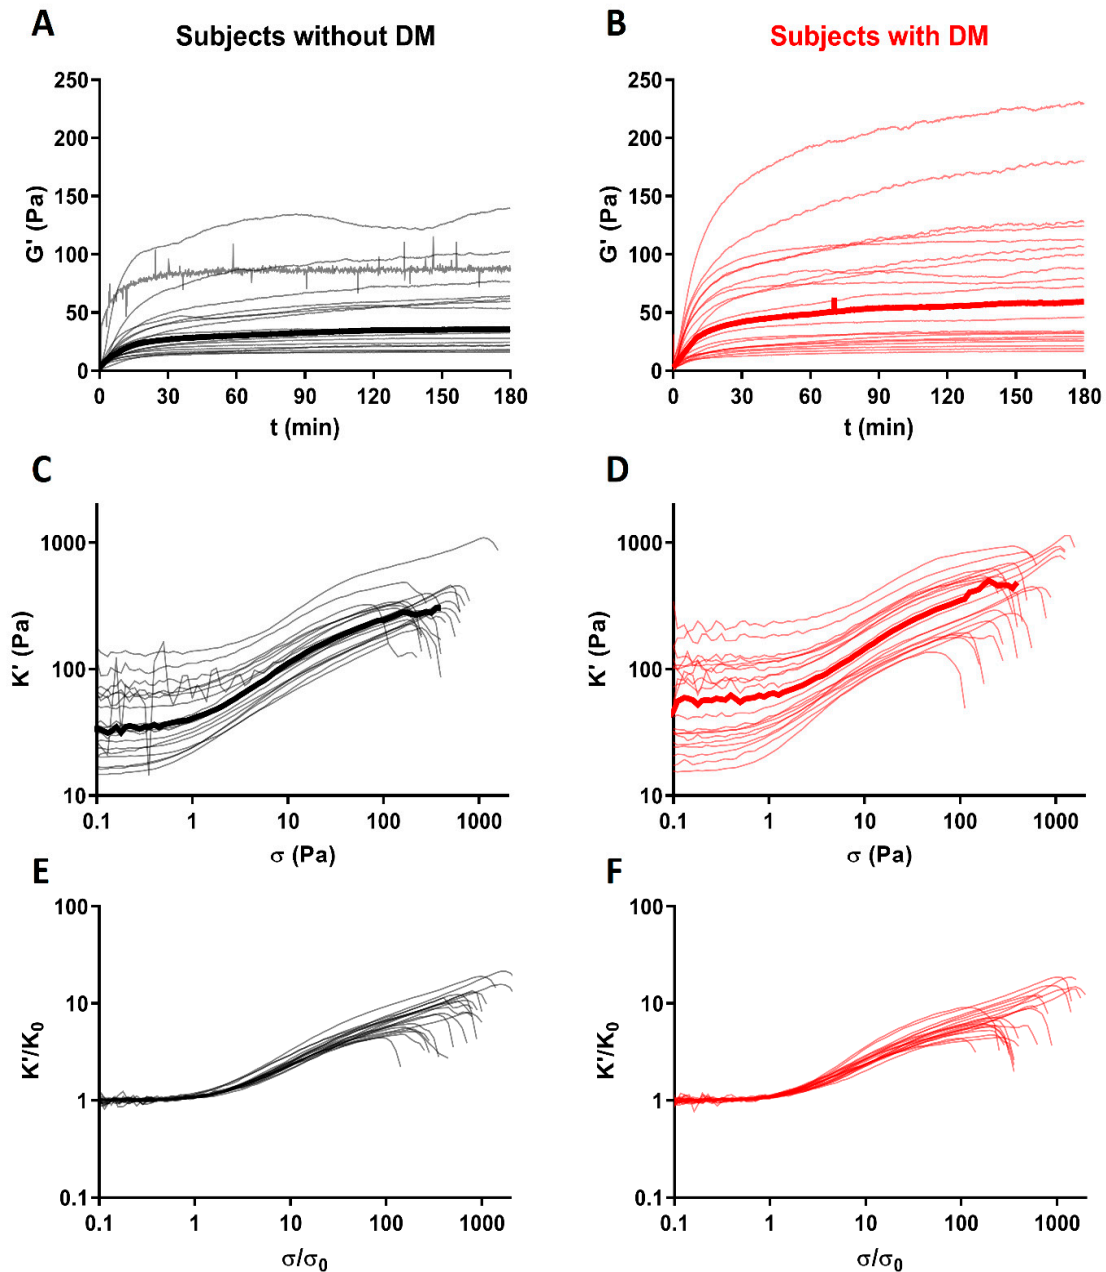 A
Subjects without DM
B
Subjects with DM
250
200
150
100
50
0
G' (Pa)
0 30 60 90 120 150 180
t (min)
250
200
150
100
50
0
G' (Pa)
0 30 60 90 120 150 180
t (min)
C
1000
100
10
K' (Pa)
0.1 1 10 100 1000
σ (Pa)
D
1000
100
10
K' (Pa)
0.1 1 10 100 1000
σ (Pa)
E
100
10
1
0.1
K'/K0
0.1 1 10 100 1000
σ/σ0
F
100
10
1
0.1
K'/K0
0.1 1 10 100 1000
σ/σ0